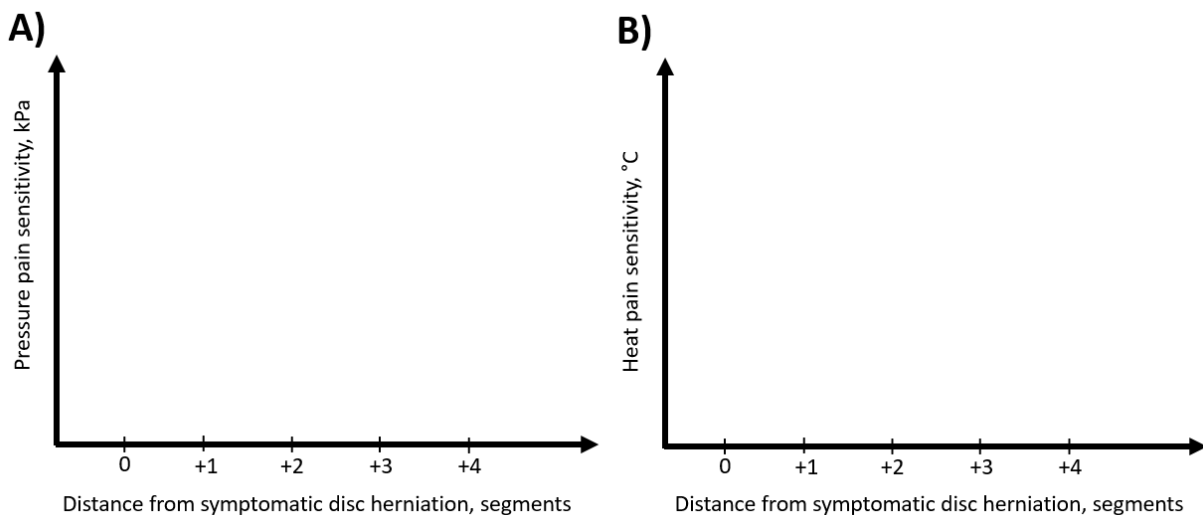 A)
Pressure pain sensitivity, kPa
0 +1 +2 +3 +4
Distance from symptomatic disc herniation, segments
B)
Heat pain sensitivity, °C
0 +1 +2 +3 +4
Distance from symptomatic disc herniation, segments